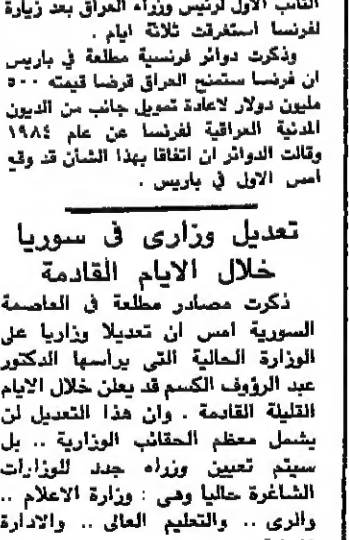 النائب الاول لرئيس وزراء العراق بعد زيارة
لفرنسا استغرقت ثلاثة ايام .
وذكرت دوائر فرنسية مطلعة في باريس
ان فرنسا ستمنح العراق قرضا قيمته ٥٠٠
مليون دولار لاعادة تمويل جانب من الديون
المدنية العراقية لفرنسا عن عام ١٩٨٤
وقالت الدوائر ان اتفاقا بهذا الشأن قد وقع
امس الاول في باريس .
تعديل وزارى فى سوريا
خلال الايام القادمة
ذكرت مصادر مطلعة فى العاصمة
السورية امس ان تعديلا وزاريا على
الوزارة الحالية التى يراسها الدكتور
عبد الرؤوف الكسم قد يعلن خلال الايام
القليلة القادمة . وان هذا التعديل لن
يشمل معظم الحقائب الوزارية .. بل
سيتم تعيين وزراء جدد للوزارات
الشاغرة حاليا وهى : وزارة الاعلام ..
والرى .. والتعليم العالى .. والادارة